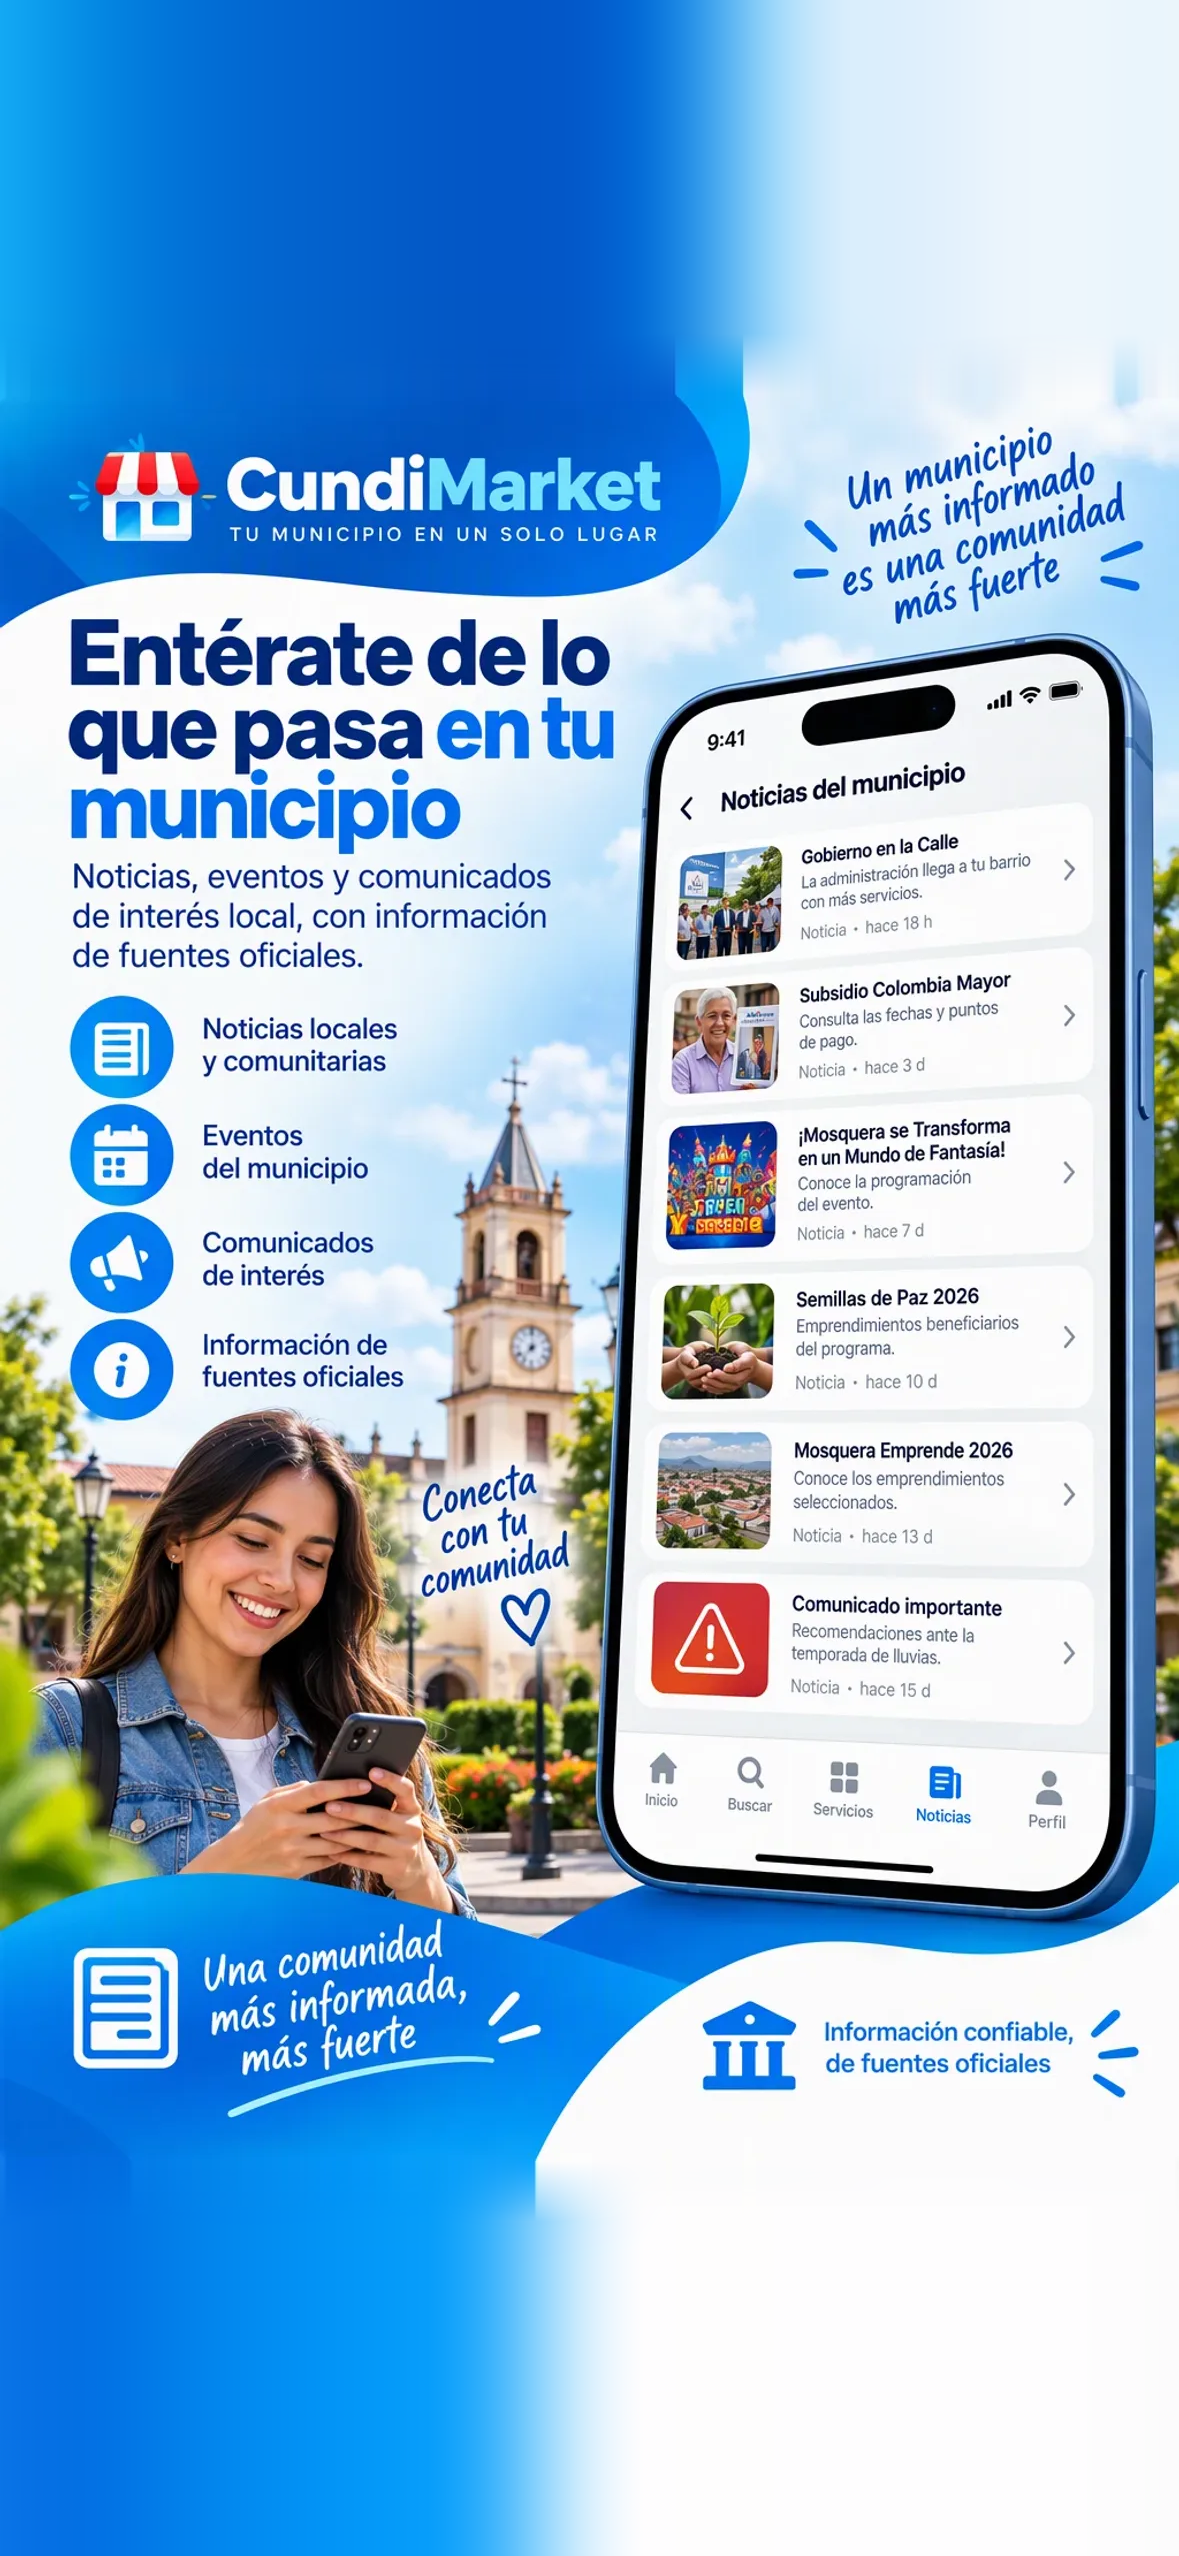 CundiMarket
TU MUNICIPIO EN UN SOLO LUGAR
Un municipio
más informado
es una comunidad
más fuerte
Entérate de lo
que pasa en tu
municipio
Noticias, eventos y comunicados
de interés local, con información
de fuentes oficiales.
Noticias locales
y comunitarias
Eventos
del municipio
Comunicados
de interés
Información de
fuentes oficiales
Conecta
con tu
comunidad
9:41
Noticias del municipio
Gobierno en la Calle
La administración llega a tu barrio
con más servicios.
Noticia • hace 18 h
Subsidio Colombia Mayor
Consulta las fechas y puntos
de pago.
Noticia • hace 3 d
¡Mosquera se Transforma
en un Mundo de Fantasía!
Conoce la programación
del evento.
Noticia • hace 7 d
Semillas de Paz 2026
Emprendimientos beneficiarios
del programa.
Noticia • hace 10 d
Mosquera Emprende 2026
Conoce los emprendimientos
seleccionados.
Noticia • hace 13 d
Comunicado importante
Recomendaciones ante la
temporada de lluvias.
Noticia • hace 15 d
Inicio
Buscar
Servicios
Noticias
Perfil
Una comunidad
más informada,
más fuerte
Información confiable,
de fuentes oficiales